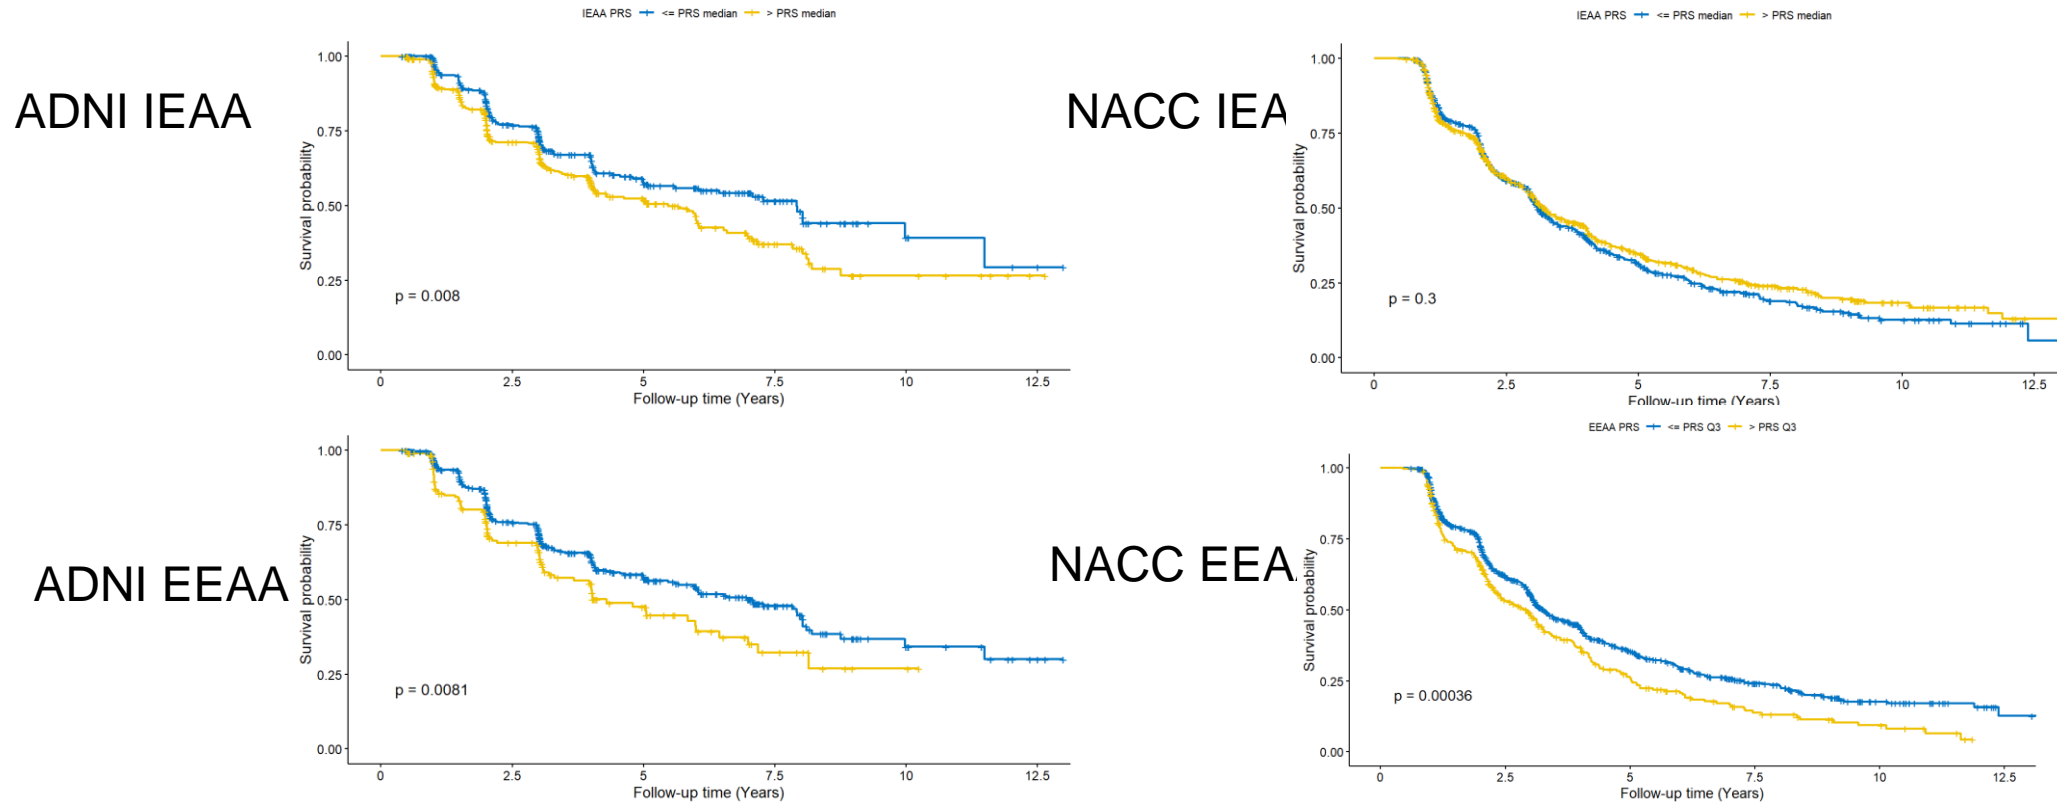 IEAA PRS <= PRS median > PRS median
ADNI IEAA
Survival probability
1.00
0.75
0.50
0.25
0.00
p = 0.008
0 2.5 5 7.5 10 12.5
Follow-up time (Years)
IEAA PRS <= PRS median > PRS median
NACC IEA
Survival probability
1.00
0.75
0.50
0.25
0.00
p = 0.3
0 2.5 5 7.5 10 12.5
Follow-up time (Years)
ADNI EEAA
Survival probability
1.00
0.75
0.50
0.25
0.00
p = 0.0081
0 2.5 5 7.5 10 12.5
Follow-up time (Years)
EEAA PRS <= PRS Q3 > PRS Q3
NACC EEA
Survival probability
1.00
0.75
0.50
0.25
0.00
p = 0.00036
0 2.5 5 7.5 10 12.5
Follow-up time (Years)